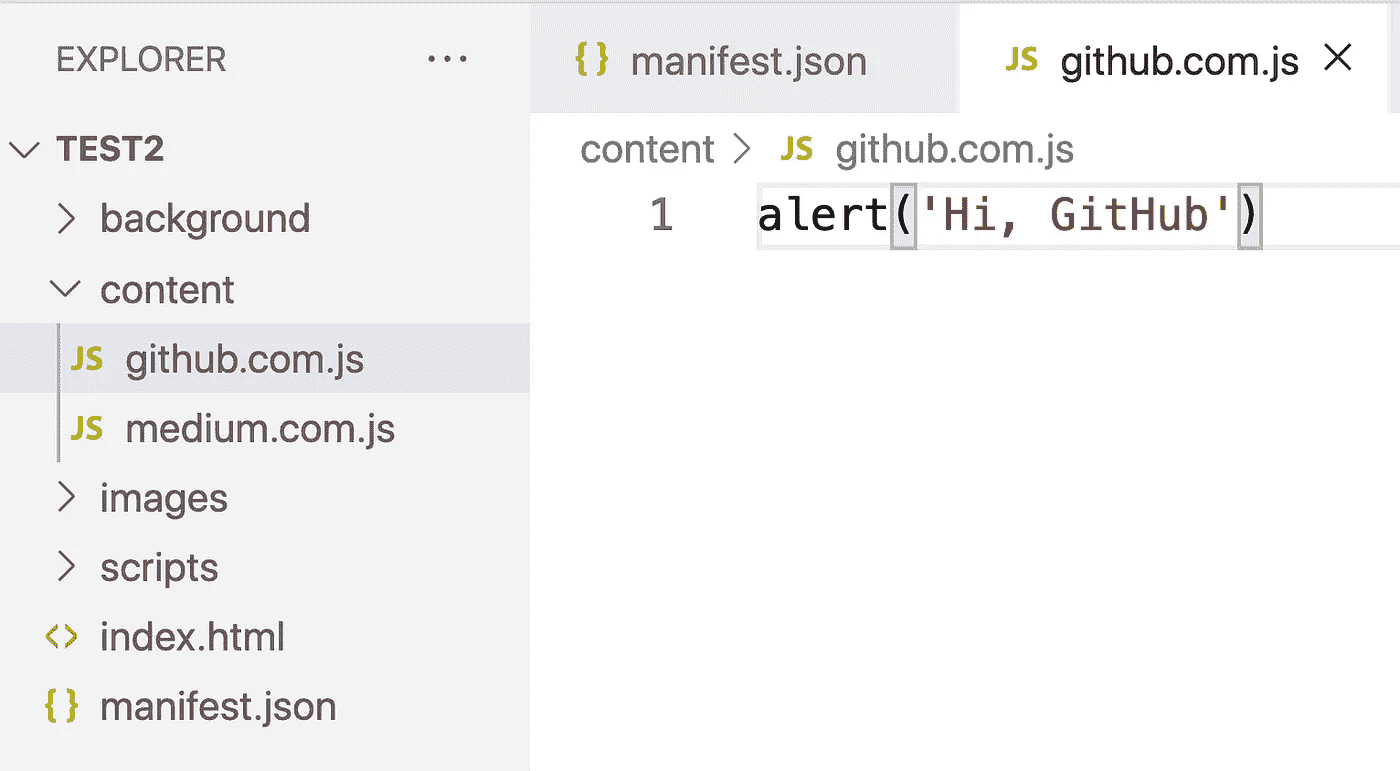 EXPLORER ···
TEST2
background
content
JS github.com.js
JS medium.com.js
images
scripts
<> index.html
{} manifest.json
{} manifest.json JS github.com.js ×
content > JS github.com.js
1 alert('Hi, GitHub')